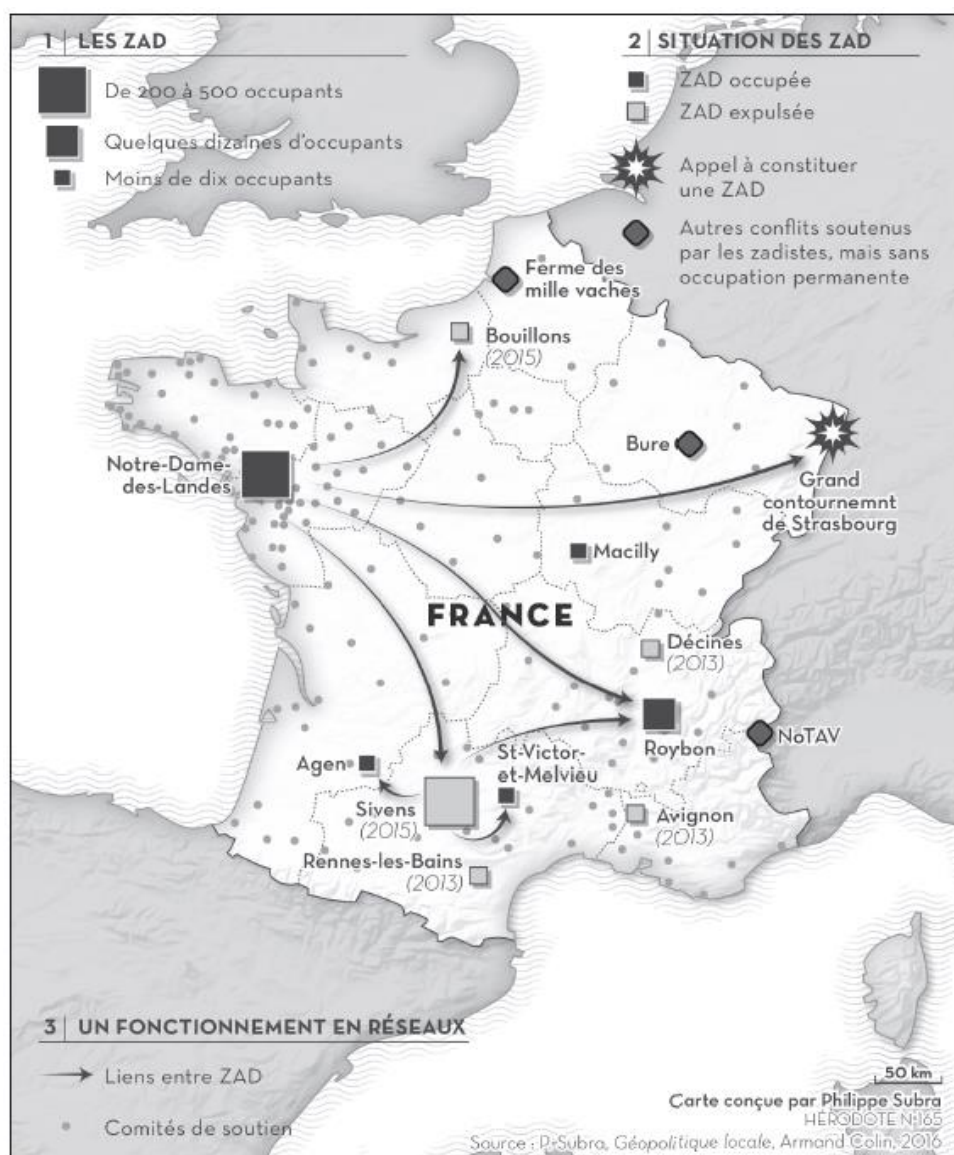 1 | LES ZAD
De 200 à 500 occupants
Quelques dizaines d'occupants
Moins de dix occupants
2 | SITUATION DES ZAD
ZAD occupée
ZAD expulsée
Appel à constituer
une ZAD
Autres conflits soutenus
par les zadistes, mais sans
occupation permanente
Ferme des
mille vaches
Bouillons
(2015)
Bure
Notre-Dame-
des-Landes
Grand
contournemnt
de Strasbourg
Macilly
FRANCE
Décines
(2013)
Roybon
NoTAV
St-Victor-
et-Melvieu
Agen
Sivens
(2015)
Avignon
(2013)
Rennes-les-Bains
(2013)
3 | UN FONCTIONNEMENT EN RÉSEAUX
Liens entre ZAD
Comités de soutien
50 km
Carte conçue par Philippe Subra
HÉRODOTE N°165
Source : P. Subra, Géopolitique locale, Armand Colin, 2016